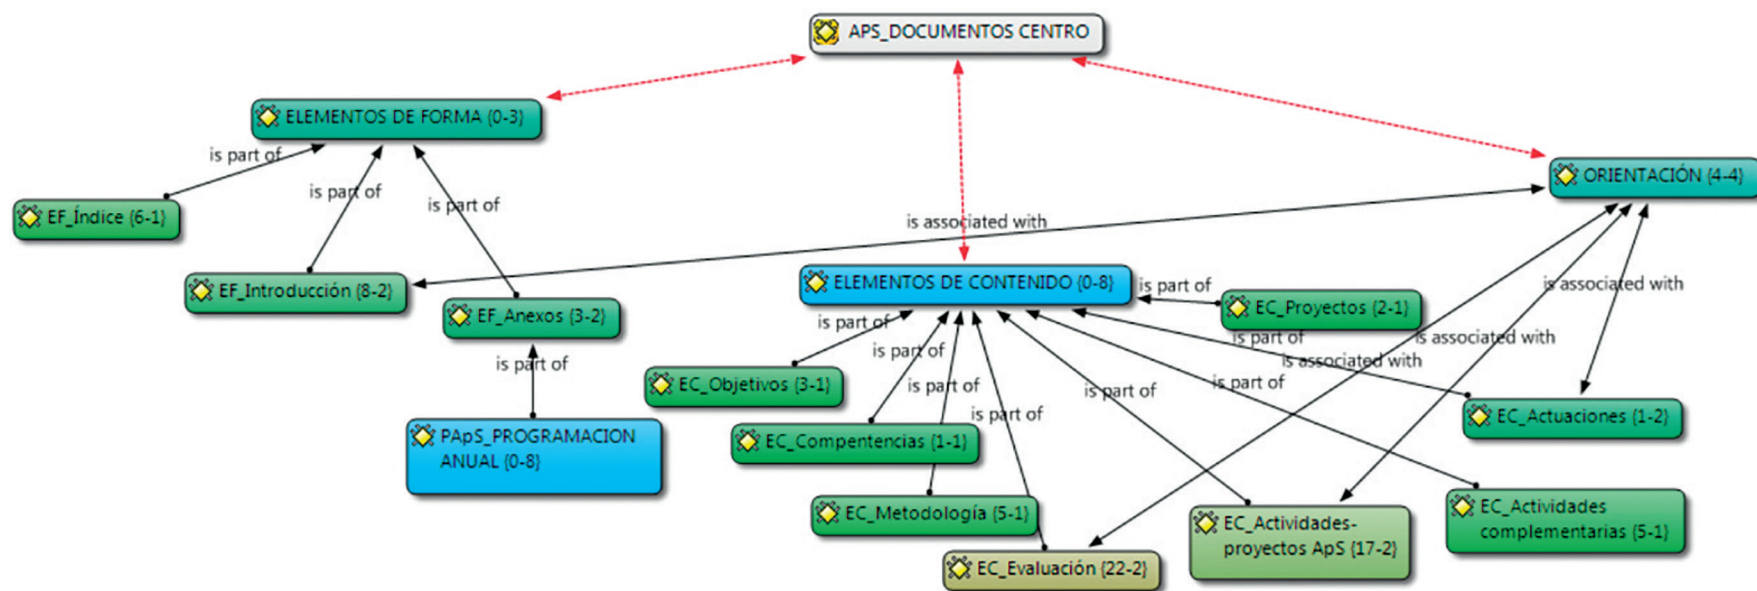 APS_DOCUMENTOS CENTRO
ELEMENTOS DE FORMA {0-3}
is part of
ORIENTACIÓN {4-4}
is part of
is part of
EF_Índice {6-1}
is associated with
EF_Introducción {8-2}
ELEMENTOS DE CONTENIDO {0-8}
is part of
is associated with
EF_Anexos {3-2}
EC_Proyectos {2-1}
is part of
is part of
is associated with
is part of
is part of
is associated with
EC_Objetivos {3-1}
is part of
is part of
is part of
is part of
EC_Actuaciones {1-2}
PApS_PROGRAMACION
ANUAL {0-8}
EC_Compentencias {1-1}
EC_Metodología {5-1}
EC_Actividades-
proyectos ApS {17-2}
EC_Actividades
complementarias {5-1}
EC_Evaluación {22-2}